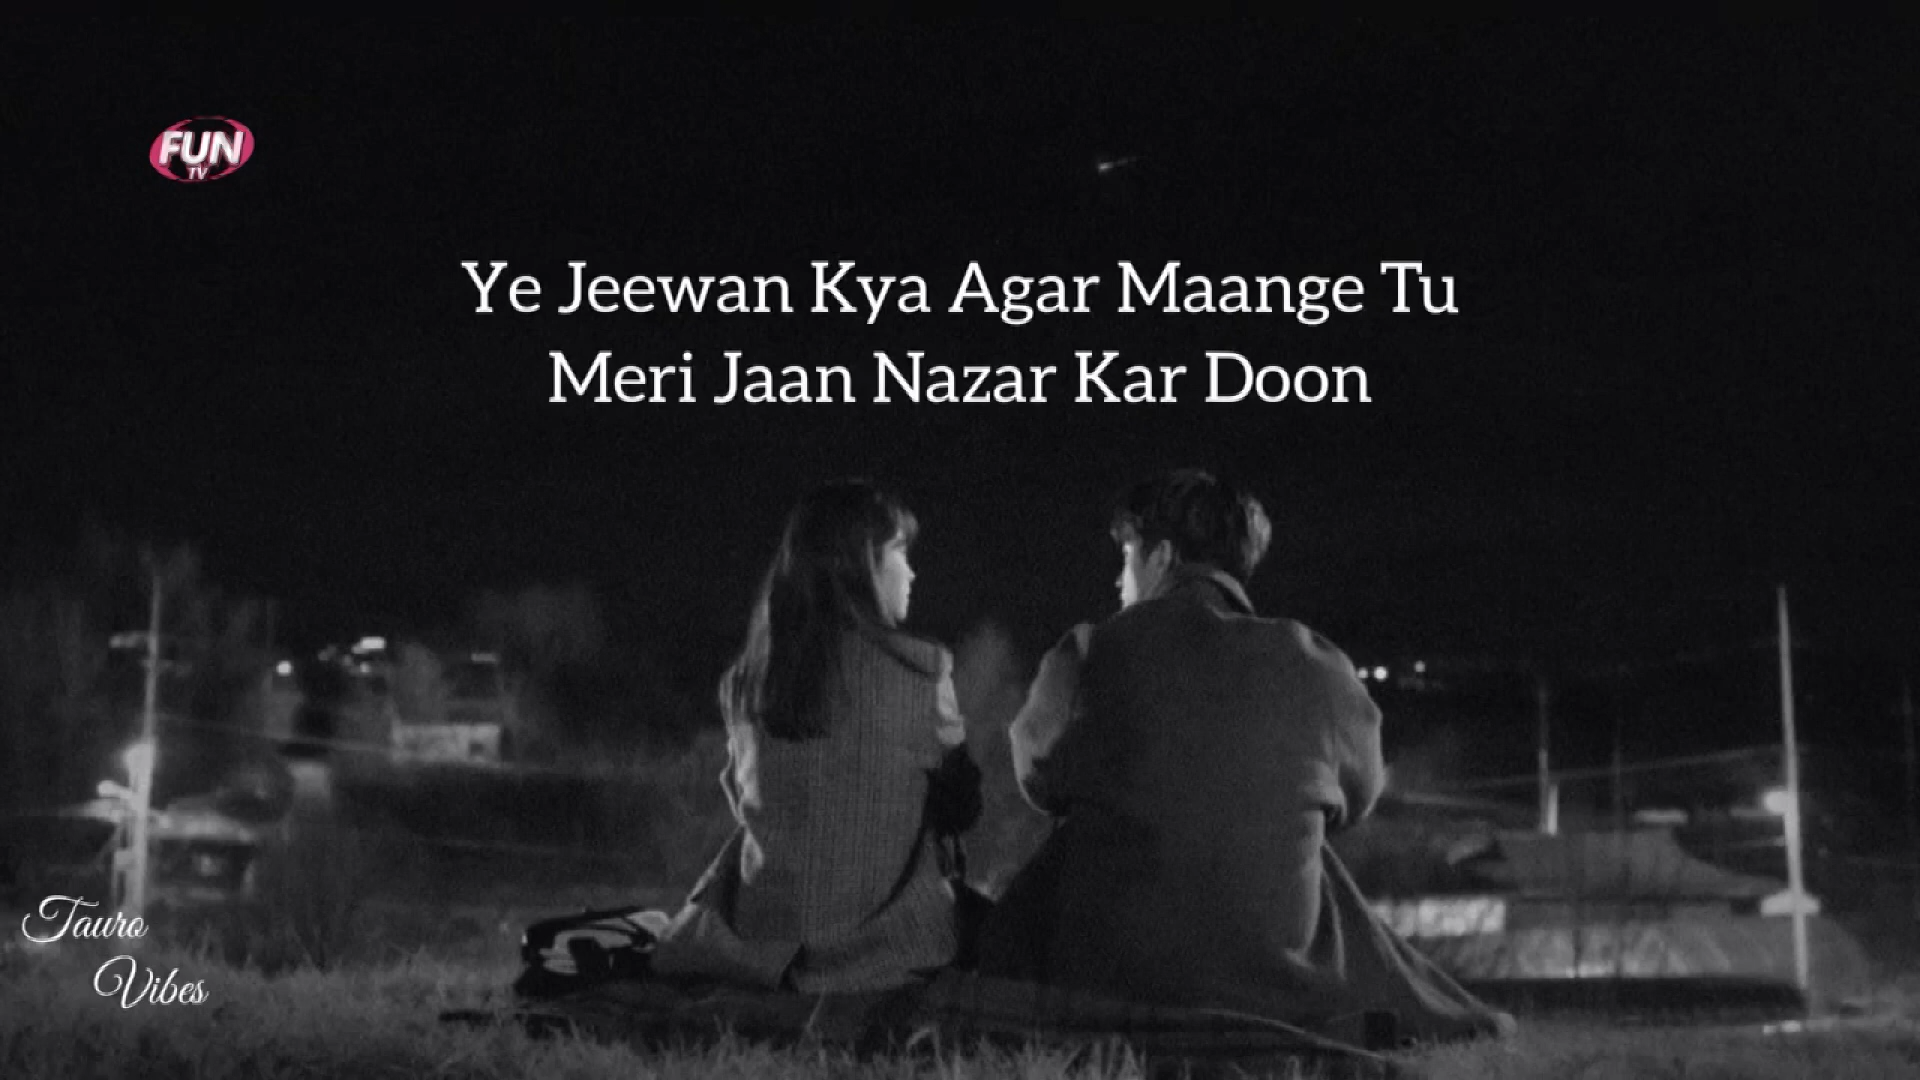 FUN
TV
Ye Jeewan Kya Agar Maange Tu
Meri Jaan Nazar Kar Doon
Tauro
Vibes